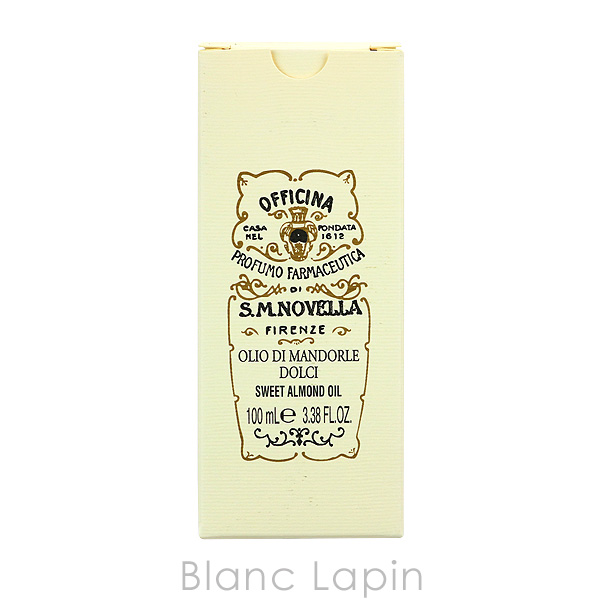 OFFICINA
CASA FONDATA
NEL 1612
PROFUMO FARMACEUTICA
DI
S.M.NOVELLA
FIRENZE
OLIO DI MANDORLE
DOLCI
SWEET ALMOND OIL
100 mL e 3.38 FL.OZ.
Blanc Lapin